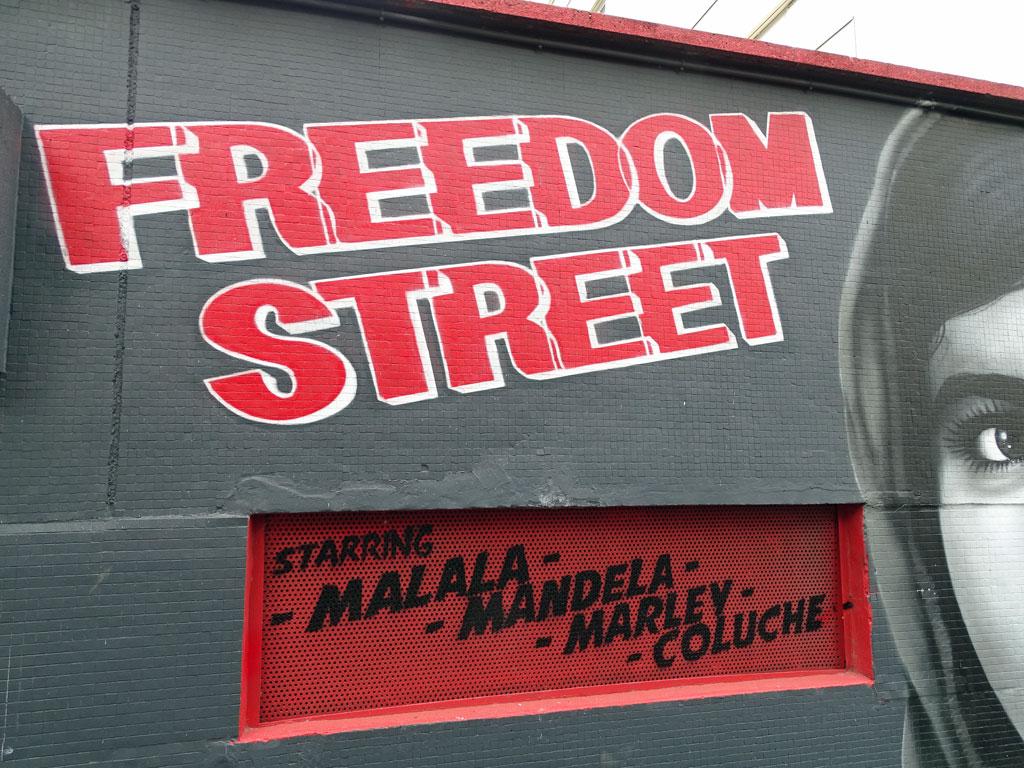 FREEDOM
STREET
STARRING
- MALALA -
- MANDELA -
- MARLEY -
- COLUCHE -